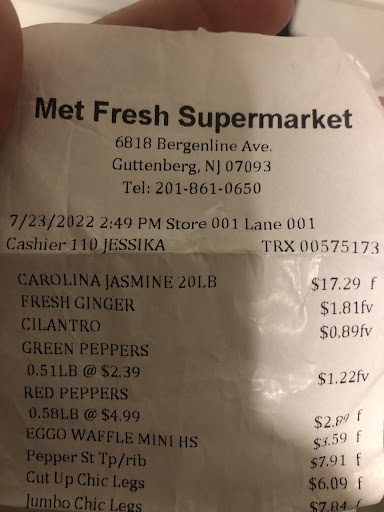 Met Fresh Supermarket
6818 Bergenline Ave.
Guttenberg, NJ 07093
Tel: 201-861-0650
7/23/2022 2:49 PM Store 001 Lane 001
Cashier 110 JESSIKA TRX 00575173
CAROLINA JASMINE 20LB $17.29 f
FRESH GINGER $1.81fv
CILANTRO $0.89fv
GREEN PEPPERS
0.51LB @ $2.39 $1.22fv
RED PEPPERS
0.58LB @ $4.99 $2.89 f
EGGO WAFFLE MINI HS $3.59 f
Pepper St Tp/rib $7.91 f
Cut Up Chic Legs $6.09 f
Jumbo Chic Legs $7.84 f